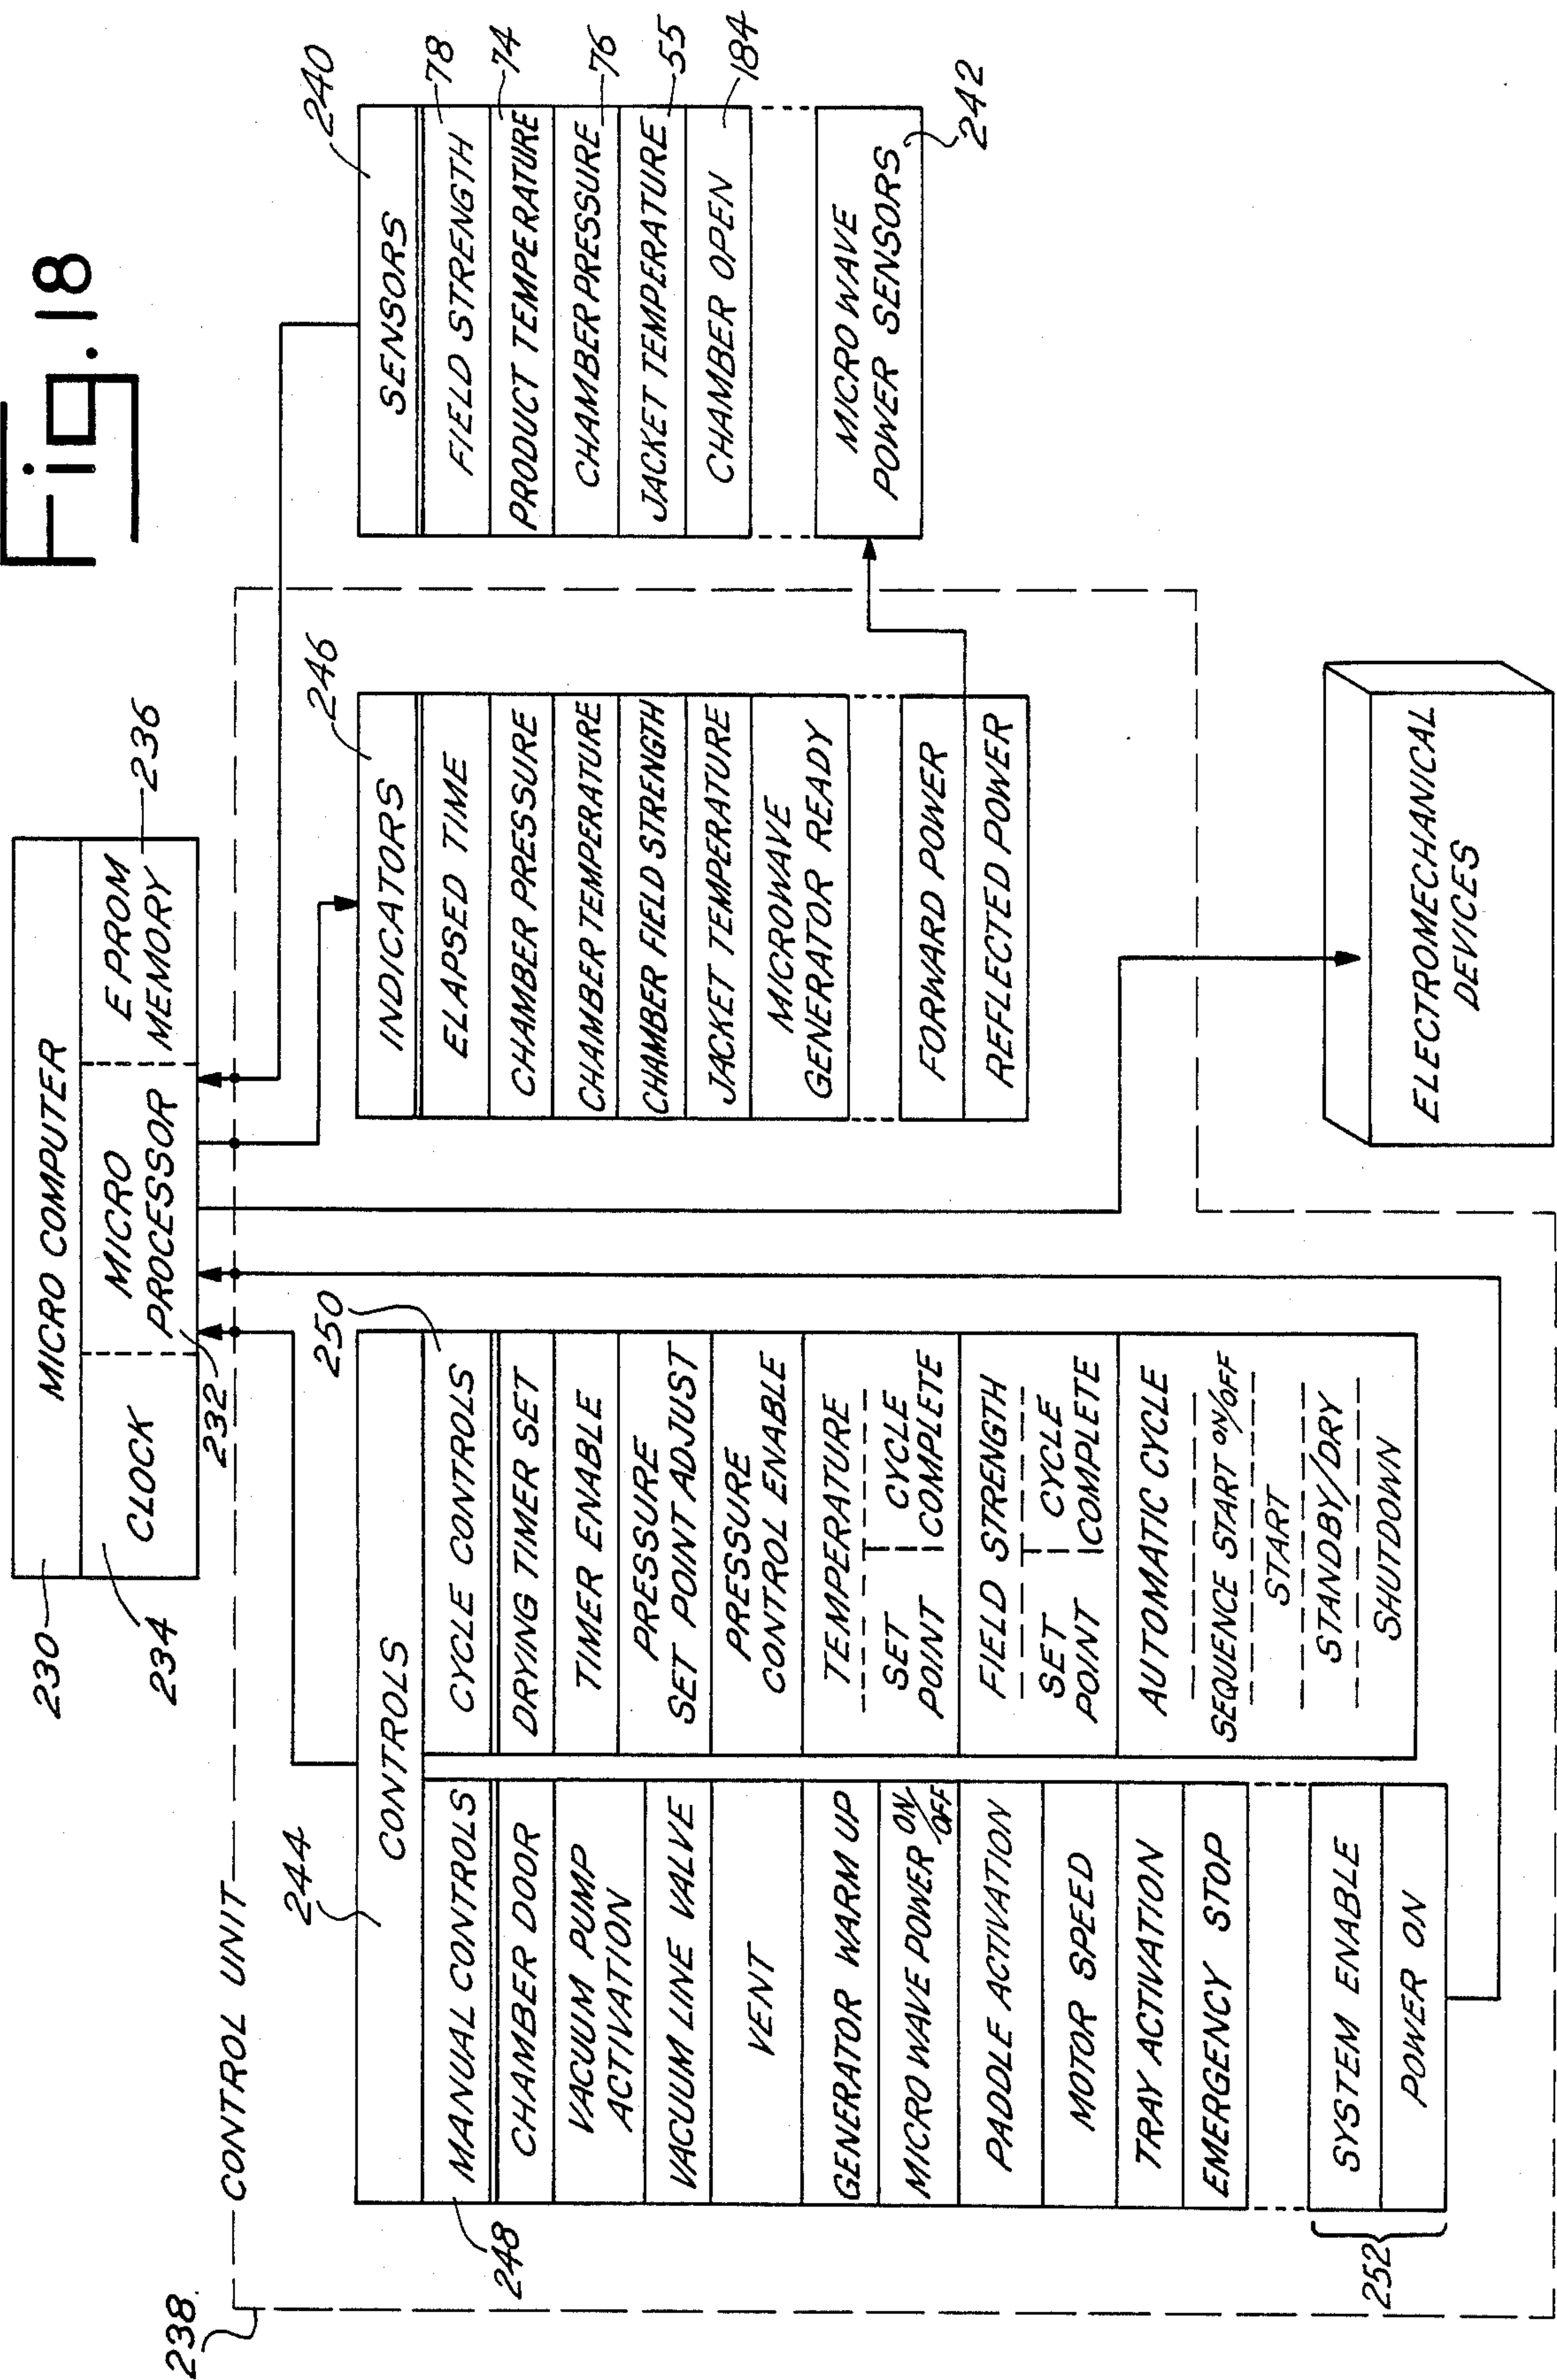 Fig. 18
230
MICRO COMPUTER
234
CLOCK
232
MICRO
PROCESSOR
E PROM
MEMORY
236
238
CONTROL UNIT
244
CONTROLS
248
MANUAL CONTROLS
CHAMBER DOOR
VACUUM PUMP
ACTIVATION
VACUUM LINE VALVE
VENT
GENERATOR WARM UP
MICRO WAVE POWER ON/OFF
PADDLE ACTIVATION
MOTOR SPEED
TRAY ACTIVATION
EMERGENCY STOP
SYSTEM ENABLE
POWER ON
252
250
CYCLE CONTROLS
DRYING TIMER SET
TIMER ENABLE
PRESSURE
SET POINT ADJUST
PRESSURE
CONTROL ENABLE
TEMPERATURE
SET
POINT
CYCLE
COMPLETE
FIELD STRENGTH
SET
POINT
CYCLE
COMPLETE
AUTOMATIC CYCLE
SEQUENCE START ON/OFF
START
STANDBY/DRY
SHUTDOWN
246
INDICATORS
ELAPSED TIME
CHAMBER PRESSURE
CHAMBER TEMPERATURE
CHAMBER FIELD STRENGTH
JACKET TEMPERATURE
MICROWAVE
GENERATOR READY
FORWARD POWER
REFLECTED POWER
240
SENSORS
FIELD STRENGTH
78
PRODUCT TEMPERATURE
74
CHAMBER PRESSURE
76
JACKET TEMPERATURE
55
CHAMBER OPEN
184
MICRO WAVE
POWER SENSORS
242
ELECTROMECHANICAL
DEVICES